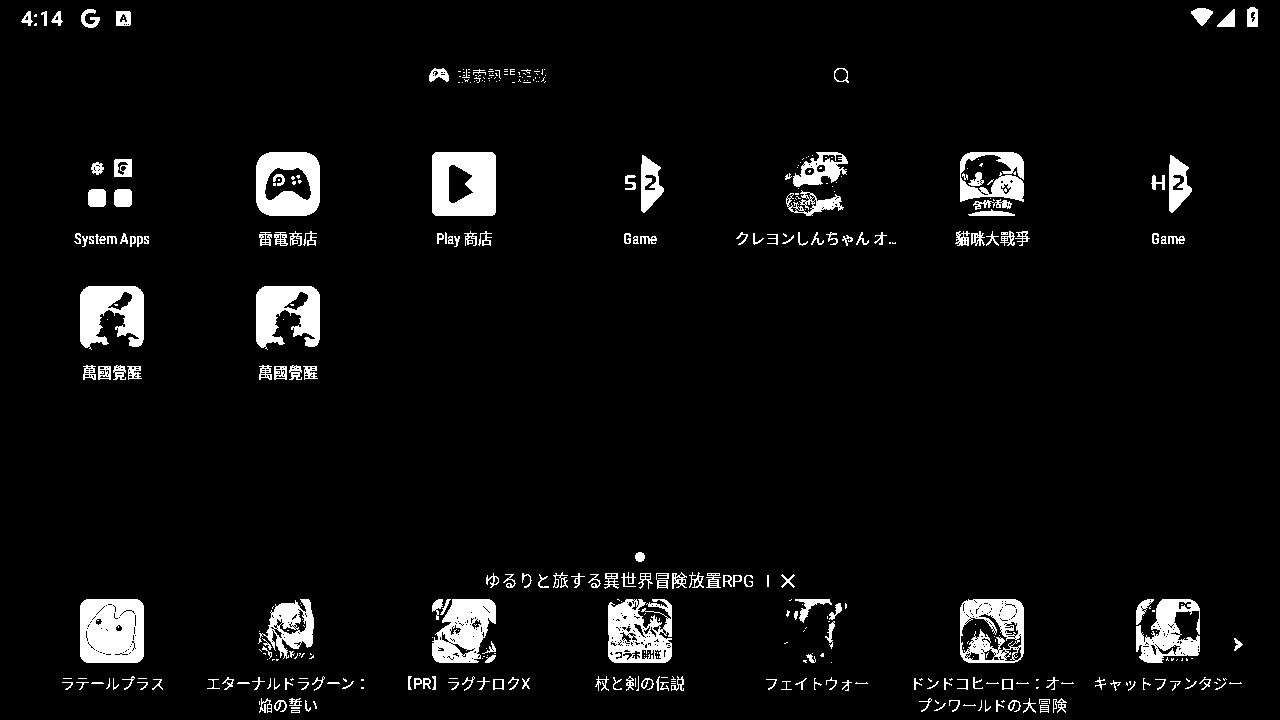 4:14
搜索熱門遊戲
PRE
S2
合作活動
H2
System Apps
雷電商店
Play 商店
Game
クレヨンしんちゃん オ…
貓咪大戰爭
Game
萬國覺醒
萬國覺醒
ゆるりと旅する異世界冒険放置RPG
コラボ開催!
PC
ラテールプラス
エターナルドラグーン：
焔の誓い
【PR】ラグナロクX
杖と剣の伝説
フェイトウォー
ドンドコヒーロー：オー
プンワールドの大冒険
キャットファンタジー